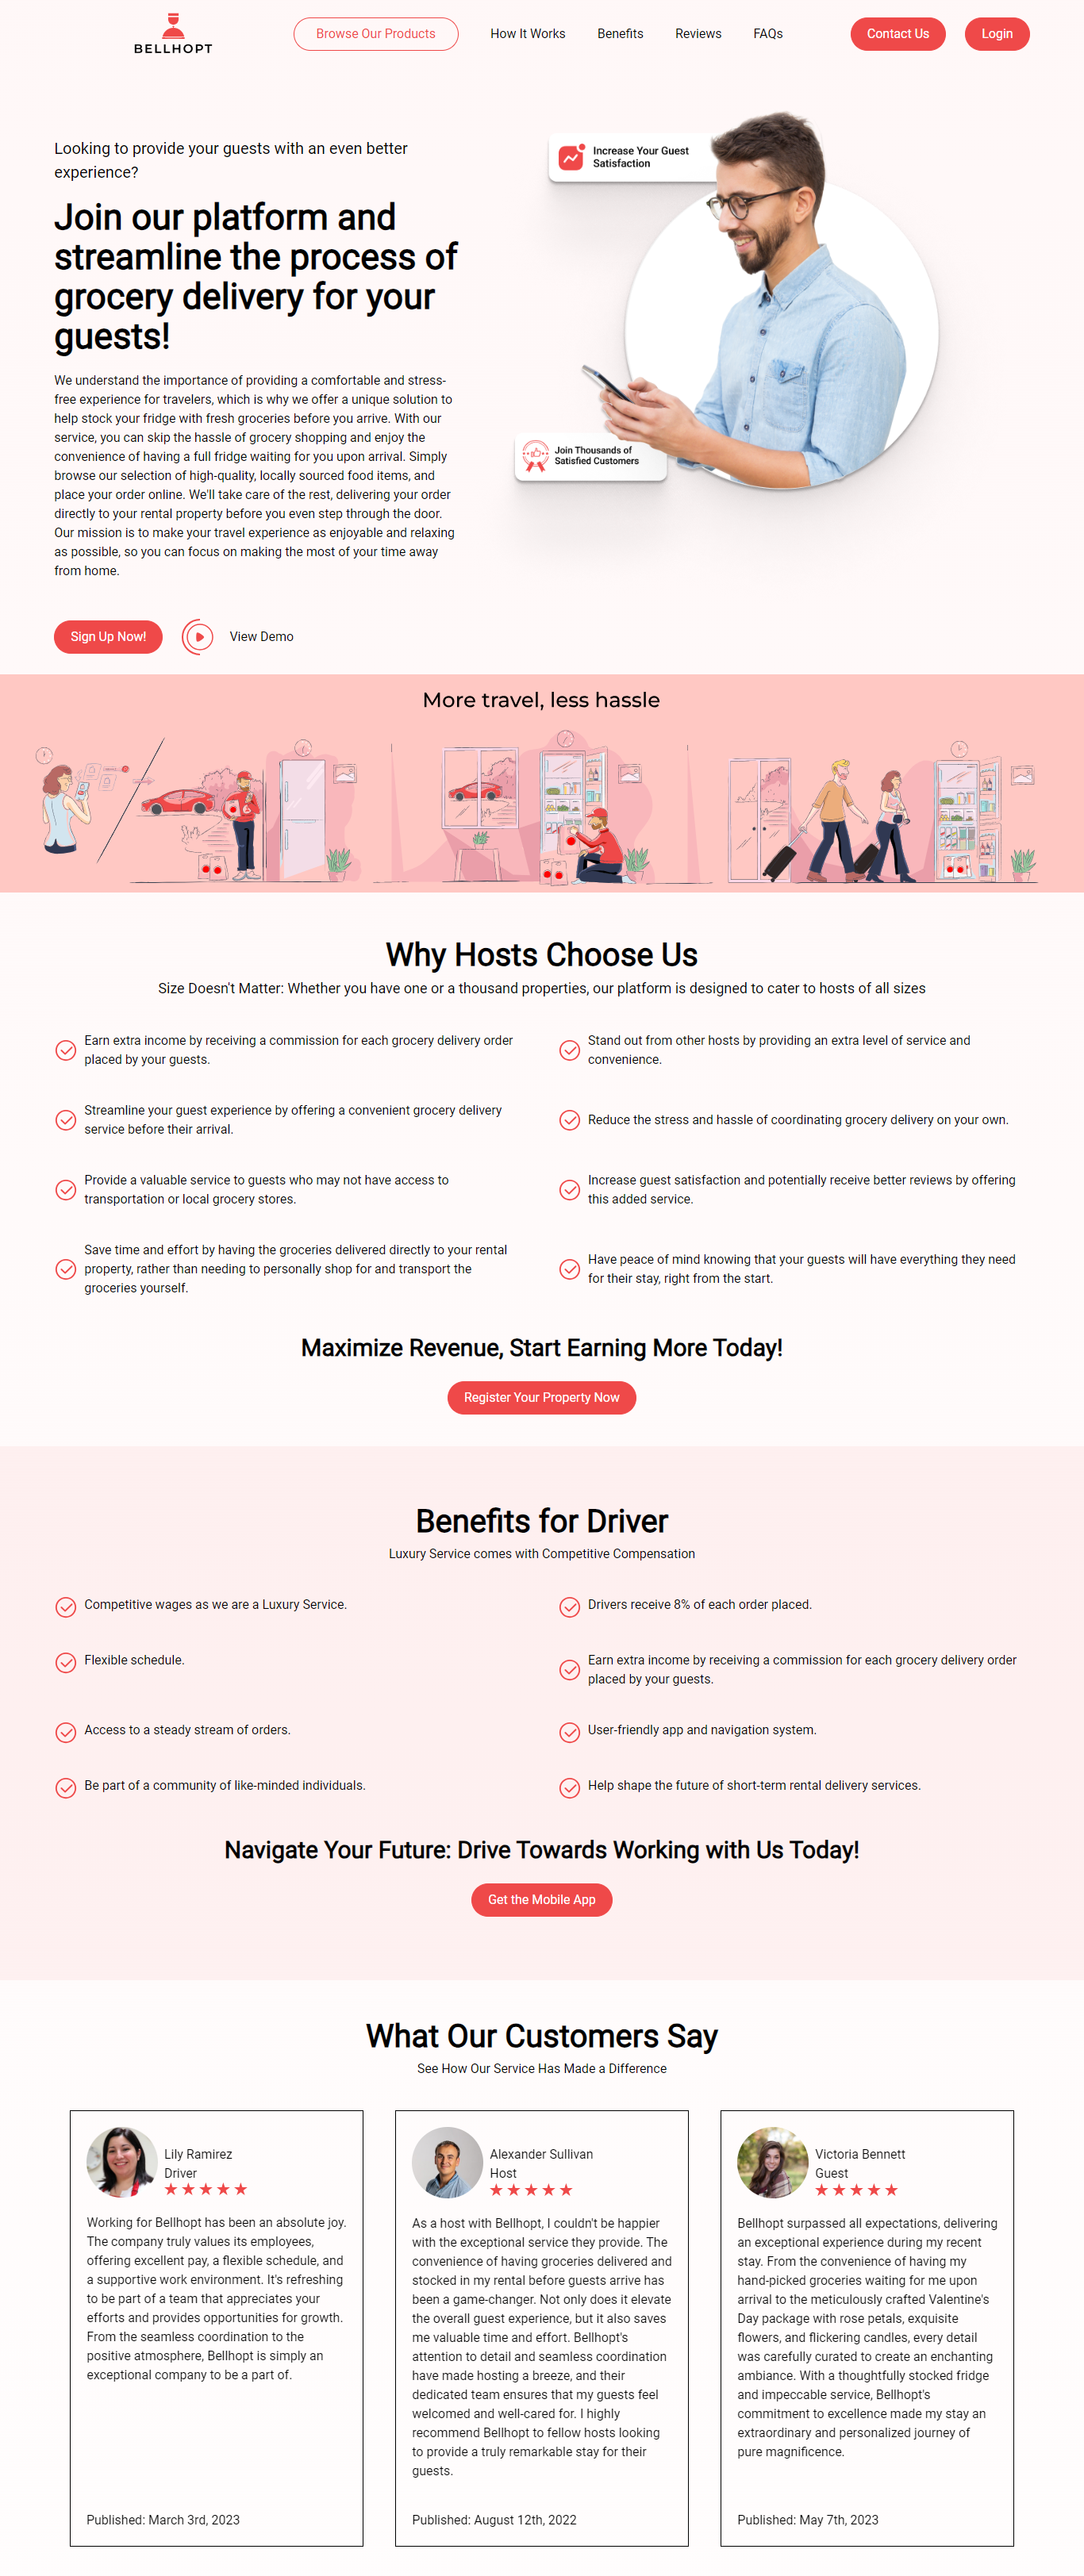 BELLHOPT
Browse Our Products
How It Works
Benefits
Reviews
FAQs
Contact Us
Login
Looking to provide your guests with an even better
experience?
Join our platform and
streamline the process of
grocery delivery for your
guests!
We understand the importance of providing a comfortable and stress-
free experience for travelers, which is why we offer a unique solution to
help stock your fridge with fresh groceries before you arrive. With our
service, you can skip the hassle of grocery shopping and enjoy the
convenience of having a full fridge waiting for you upon arrival. Simply
browse our selection of high-quality, locally sourced food items, and
place your order online. We'll take care of the rest, delivering your order
directly to your rental property before you even step through the door.
Our mission is to make your travel experience as enjoyable and relaxing
as possible, so you can focus on making the most of your time away
from home.
Sign Up Now!
View Demo
Increase Your Guest
Satisfaction
Join Thousands of
Satisfied Customers
More travel, less hassle
Why Hosts Choose Us
Size Doesn't Matter: Whether you have one or a thousand properties, our platform is designed to cater to hosts of all sizes
Earn extra income by receiving a commission for each grocery delivery order
placed by your guests.
Stand out from other hosts by providing an extra level of service and
convenience.
Streamline your guest experience by offering a convenient grocery delivery
service before their arrival.
Reduce the stress and hassle of coordinating grocery delivery on your own.
Provide a valuable service to guests who may not have access to
transportation or local grocery stores.
Increase guest satisfaction and potentially receive better reviews by offering
this added service.
Save time and effort by having the groceries delivered directly to your rental
property, rather than needing to personally shop for and transport the
groceries yourself.
Have peace of mind knowing that your guests will have everything they need
for their stay, right from the start.
Maximize Revenue, Start Earning More Today!
Register Your Property Now
Benefits for Driver
Luxury Service comes with Competitive Compensation
Competitive wages as we are a Luxury Service.
Drivers receive 8% of each order placed.
Flexible schedule.
Earn extra income by receiving a commission for each grocery delivery order
placed by your guests.
Access to a steady stream of orders.
User-friendly app and navigation system.
Be part of a community of like-minded individuals.
Help shape the future of short-term rental delivery services.
Navigate Your Future: Drive Towards Working with Us Today!
Get the Mobile App
What Our Customers Say
See How Our Service Has Made a Difference
Lily Ramirez
Driver
Working for Bellhopt has been an absolute joy.
The company truly values its employees,
offering excellent pay, a flexible schedule, and
a supportive work environment. It's refreshing
to be part of a team that appreciates your
efforts and provides opportunities for growth.
From the seamless coordination to the
positive atmosphere, Bellhopt is simply an
exceptional company to be a part of.
Published: March 3rd, 2023
Alexander Sullivan
Host
As a host with Bellhopt, I couldn't be happier
with the exceptional service they provide. The
convenience of having groceries delivered and
stocked in my rental before guests arrive has
been a game-changer. Not only does it elevate
the overall guest experience, but it also saves
me valuable time and effort. Bellhopt's
attention to detail and seamless coordination
have made hosting a breeze, and their
dedicated team ensures that my guests feel
welcomed and well-cared for. I highly
recommend Bellhopt to fellow hosts looking
to provide a truly remarkable stay for their
guests.
Published: August 12th, 2022
Victoria Bennett
Guest
Bellhopt surpassed all expectations, delivering
an exceptional experience during my recent
stay. From the convenience of having my
hand-picked groceries waiting for me upon
arrival to the meticulously crafted Valentine's
Day package with rose petals, exquisite
flowers, and flickering candles, every detail
was carefully curated to create an enchanting
ambiance. With a thoughtfully stocked fridge
and impeccable service, Bellhopt's
commitment to excellence made my stay an
extraordinary and personalized journey of
pure magnificence.
Published: May 7th, 2023